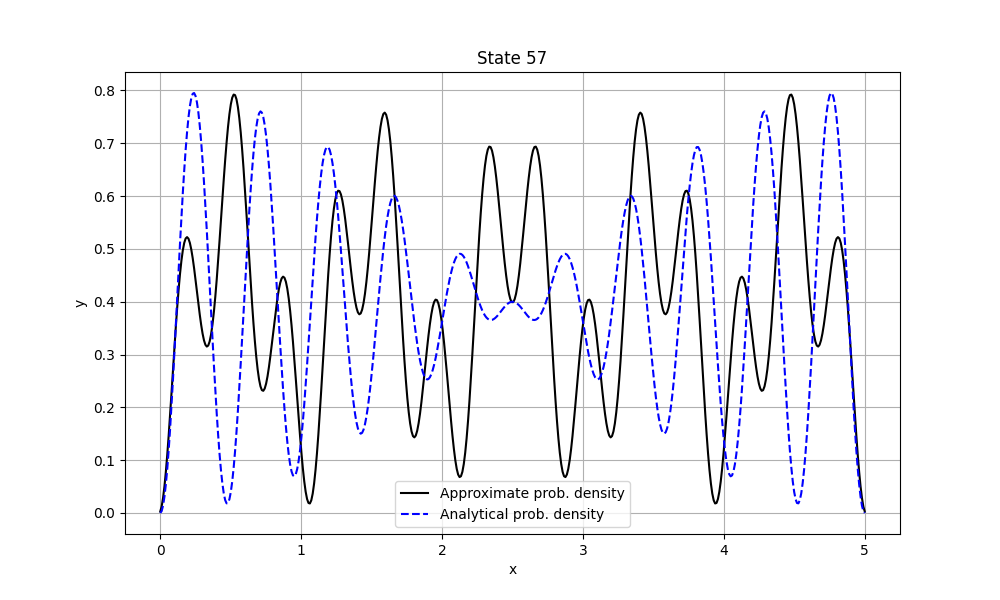 State 57
y
0.8
0.7
0.6
0.5
0.4
0.3
0.2
0.1
0.0
Approximate prob. density
Analytical prob. density
0 1 2 3 4 5
x